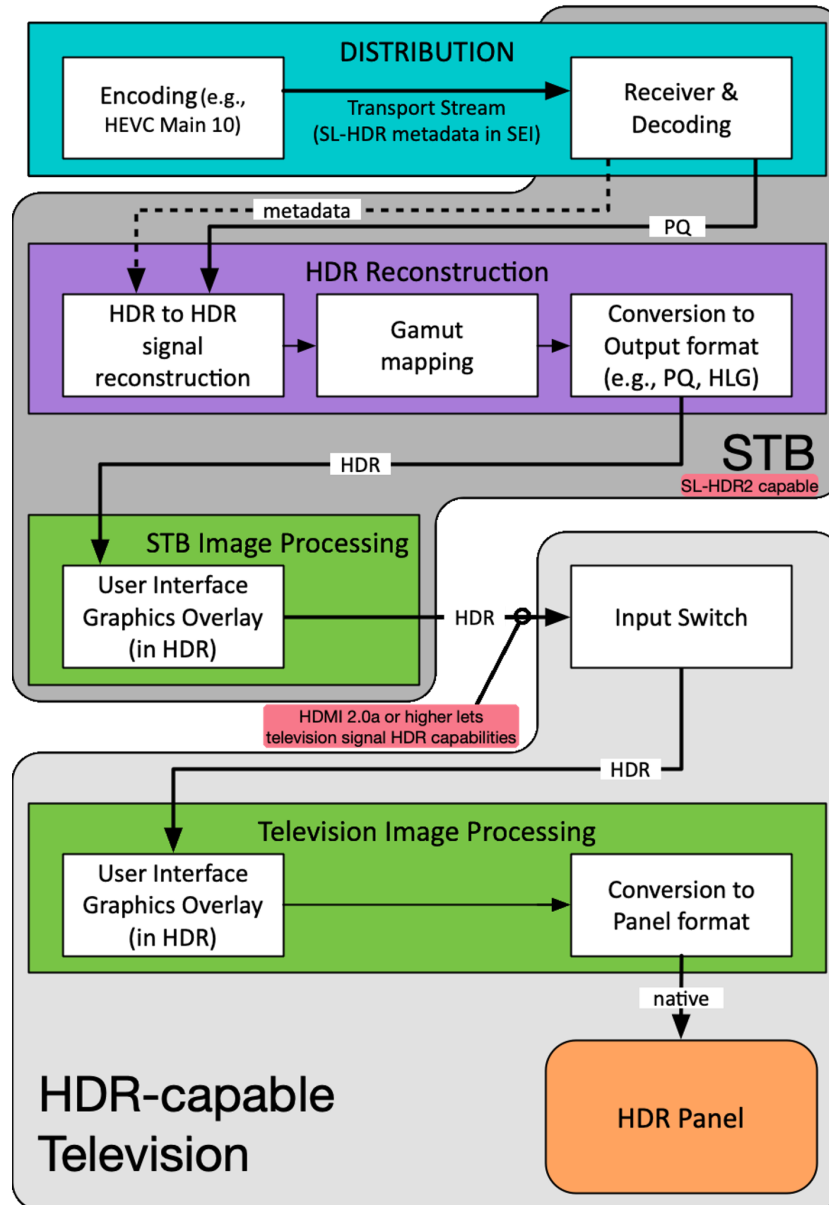 DISTRIBUTION
Encoding (e.g.,
HEVC Main 10)
Transport Stream
(SL-HDR metadata in SEI)
Receiver &
Decoding
metadata
PQ
HDR Reconstruction
HDR to HDR
signal
reconstruction
Gamut
mapping
Conversion to
Output format
(e.g., PQ, HLG)
HDR
STB
SL-HDR2 capable
STB Image Processing
User Interface
Graphics Overlay
(in HDR)
HDR
Input Switch
HDMI 2.0a or higher lets
television signal HDR capabilities
HDR
Television Image Processing
User Interface
Graphics Overlay
(in HDR)
Conversion to
Panel format
native
HDR-capable
Television
HDR Panel